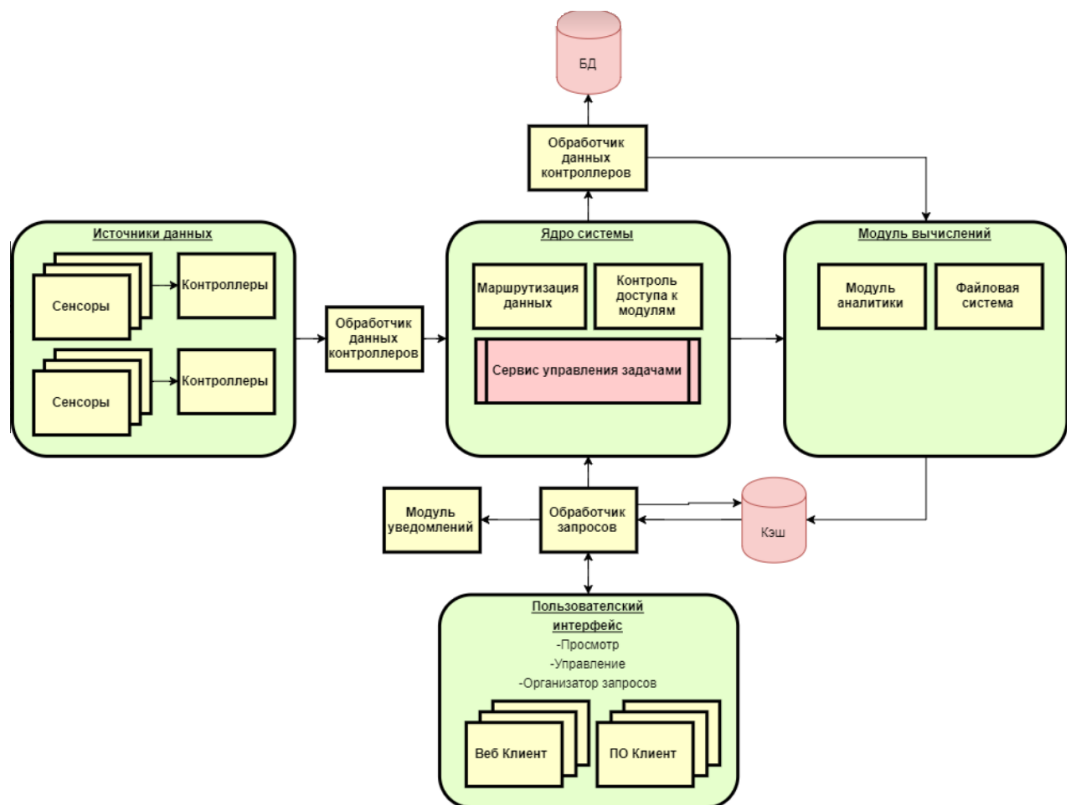 БД
Обработчик
данных
контроллеров
Источники данных
Сенсоры
Контроллеры
Сенсоры
Контроллеры
Обработчик
данных
контроллеров
Ядро системы
Маршрутизация
данных
Контроль
доступа к
модулям
Сервис управления задачами
Модуль вычислений
Модуль
аналитики
Файловая
система
Модуль
уведомлений
Обработчик
запросов
Кэш
Пользователский
интерфейс
-Просмотр
-Управление
-Организатор запросов
Веб Клиент
ПО Клиент